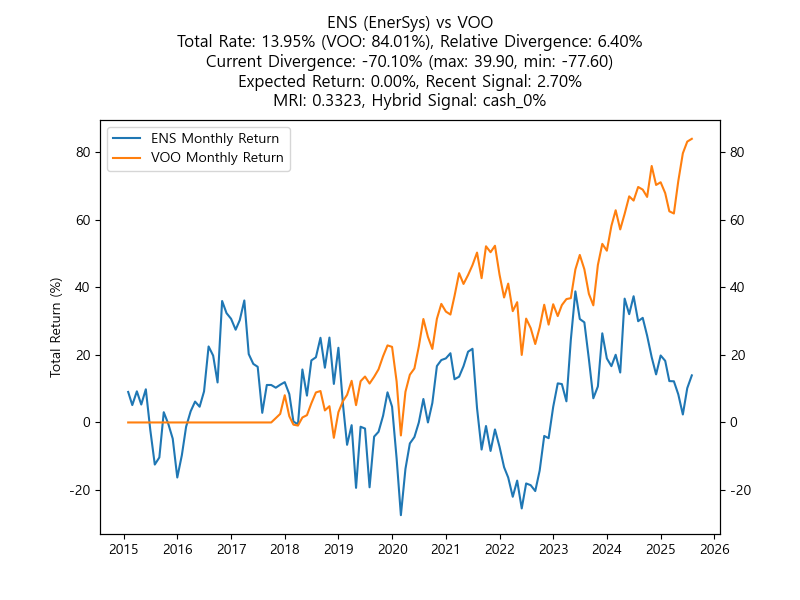 ENS (EnerSys) vs VOO
Total Rate: 13.95% (VOO: 84.01%), Relative Divergence: 6.40%
Current Divergence: -70.10% (max: 39.90, min: -77.60)
Expected Return: 0.00%, Recent Signal: 2.70%
MRI: 0.3323, Hybrid Signal: cash_0%
ENS Monthly Return
VOO Monthly Return
Total Return (%)
80
60
40
20
0
-20
80
60
40
20
0
-20
2015 2016 2017 2018 2019 2020 2021 2022 2023 2024 2025 2026